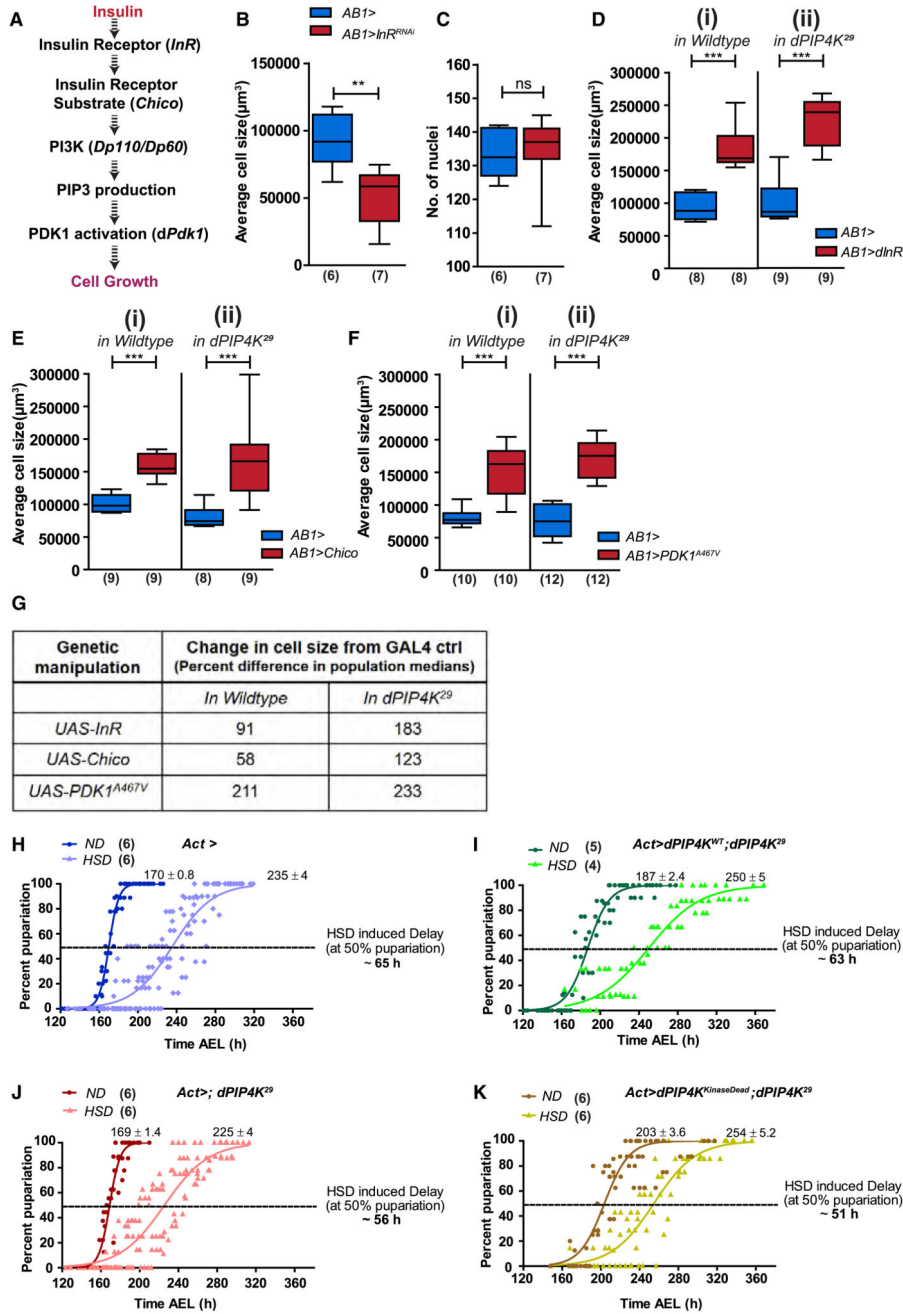 A
Insulin
Insulin Receptor (InR)
Insulin Receptor
Substrate (Chico)
PI3K (Dp110/Dp60)
PIP3 production
PDK1 activation (dPdk1)
Cell Growth
B
AB1>
AB1>InR^RNAi
Average cell size(µm³)
150000
100000
50000
0
**
(6)
(7)
C
No. of nuclei
160
150
140
130
120
110
100
ns
(6)
(7)
D
(i)
(ii)
in Wildtype
in dPIP4K²⁹
***
***
Average cell size(µm³)
300000
250000
200000
150000
100000
50000
0
AB1>
AB1>dInR
(8)
(8)
(9)
(9)
E
(i)
(ii)
in Wildtype
in dPIP4K²⁹
***
***
Average cell size(µm³)
300000
250000
200000
150000
100000
50000
0
AB1>
AB1>Chico
(9)
(9)
(8)
(9)
F
(i)
(ii)
in Wildtype
in dPIP4K²⁹
***
***
Average cell size(µm³)
300000
250000
200000
150000
100000
50000
0
AB1>
AB1>PDK1^A467V
(10)
(10)
(12)
(12)
G
Genetic manipulation
Change in cell size from GAL4 ctrl
(Percent difference in population medians)
In Wildtype
In dPIP4K²⁹
UAS-InR
91
183
UAS-Chico
58
123
UAS-PDK1^A467V
211
233
H
ND (6)
HSD (6)
Act >
170 ± 0.8
235 ± 4
Percent pupariation
100
80
60
40
20
0
120 160 200 240 280 320 360
Time AEL (h)
HSD induced Delay
(at 50% pupariation)
~ 65 h
I
ND (5)
HSD (4)
Act>dPIP4K^WT;dPIP4K²⁹
187 ± 2.4
250 ± 5
Percent pupariation
100
80
60
40
20
0
120 160 200 240 280 320 360
Time AEL (h)
HSD induced Delay
(at 50% pupariation)
~ 63 h
J
ND (6)
HSD (6)
Act>; dPIP4K²⁹
169 ± 1.4
225 ± 4
Percent pupariation
100
80
60
40
20
0
120 160 200 240 280 320 360
Time AEL (h)
HSD induced Delay
(at 50% pupariation)
~ 56 h
K
ND (6)
HSD (6)
Act>dPIP4K^KinaseDead;dPIP4K²⁹
203 ± 3.6
254 ± 5.2
Percent pupariation
100
80
60
40
20
0
120 160 200 240 280 320 360
Time AEL (h)
HSD induced Delay
(at 50% pupariation)
~ 51 h